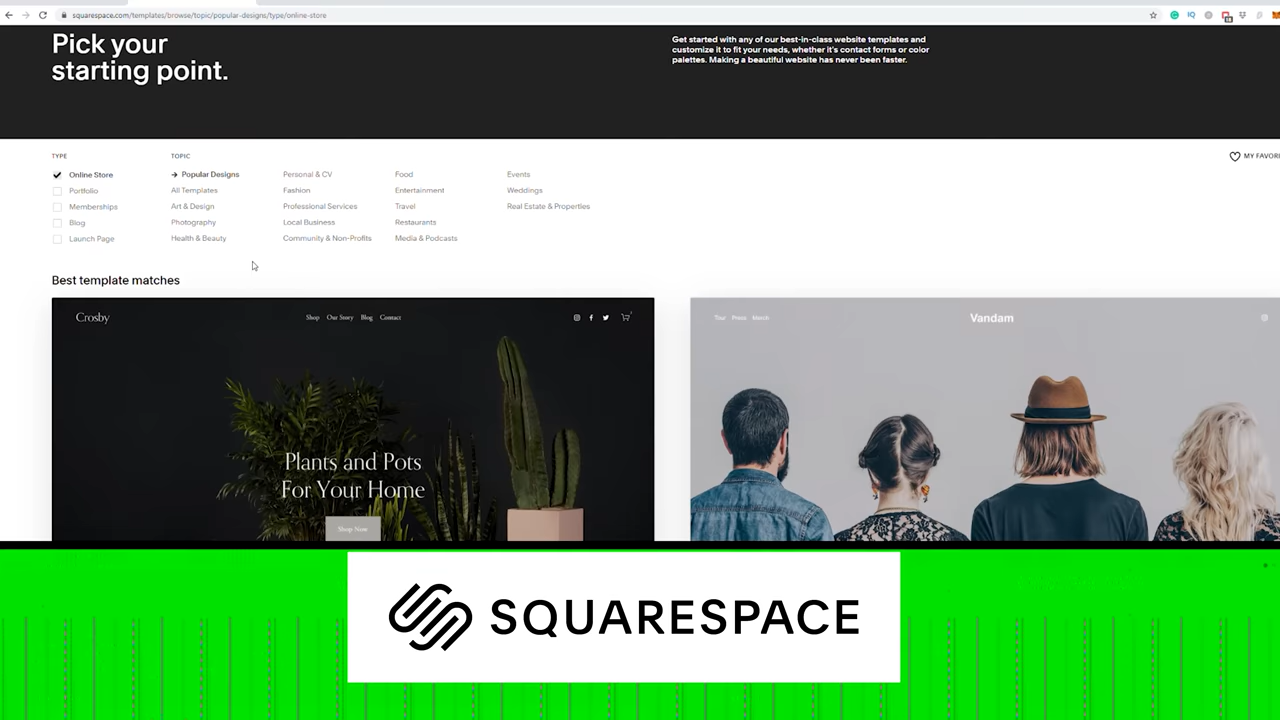 squarespace.com/templates/browse/topic/popular-designs/type/online-store
Pick your
starting point.
Get started with any of our best-in-class website templates and
customize it to fit your needs, whether it's contact forms or color
palettes. Making a beautiful website has never been faster.
TYPE
Online Store
Portfolio
Memberships
Blog
Launch Page
TOPIC
Popular Designs
All Templates
Art & Design
Photography
Health & Beauty
Personal & CV
Fashion
Professional Services
Local Business
Community & Non-Profits
Food
Entertainment
Travel
Restaurants
Media & Podcasts
Events
Weddings
Real Estate & Properties
MY FAVORI
Best template matches
Crosby
Shop Our Story Blog Contact
Plants and Pots
For Your Home
Shop Now
Tour Press Merch
Vandam
SQUARESPACE